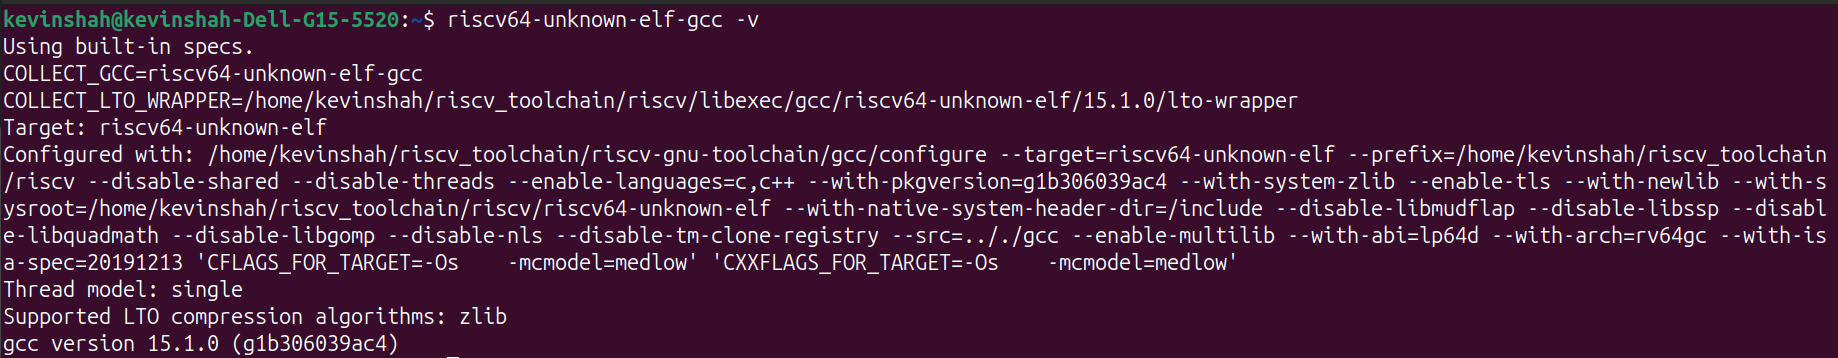 kevinshah@kevinshah-Dell-G15-5520:~$ riscv64-unknown-elf-gcc -v
Using built-in specs.
COLLECT_GCC=riscv64-unknown-elf-gcc
COLLECT_LTO_WRAPPER=/home/kevinshah/riscv_toolchain/riscv/libexec/gcc/riscv64-unknown-elf/15.1.0/lto-wrapper
Target: riscv64-unknown-elf
Configured with: /home/kevinshah/riscv_toolchain/riscv-gnu-toolchain/gcc/configure --target=riscv64-unknown-elf --prefix=/home/kevinshah/riscv_toolchain
/riscv --disable-shared --disable-threads --enable-languages=c,c++ --with-pkgversion=g1b306039ac4 --with-system-zlib --enable-tls --with-newlib --with-s
ysroot=/home/kevinshah/riscv_toolchain/riscv/riscv64-unknown-elf --with-native-system-header-dir=/include --disable-libmudflap --disable-libssp --disabl
e-libquadmath --disable-libgomp --disable-nls --disable-tm-clone-registry --src=.././gcc --enable-multilib --with-abi=lp64d --with-arch=rv64gc --with-is
a-spec=20191213 'CFLAGS_FOR_TARGET=-Os    -mcmodel=medlow' 'CXXFLAGS_FOR_TARGET=-Os    -mcmodel=medlow'
Thread model: single
Supported LTO compression algorithms: zlib
gcc version 15.1.0 (g1b306039ac4)